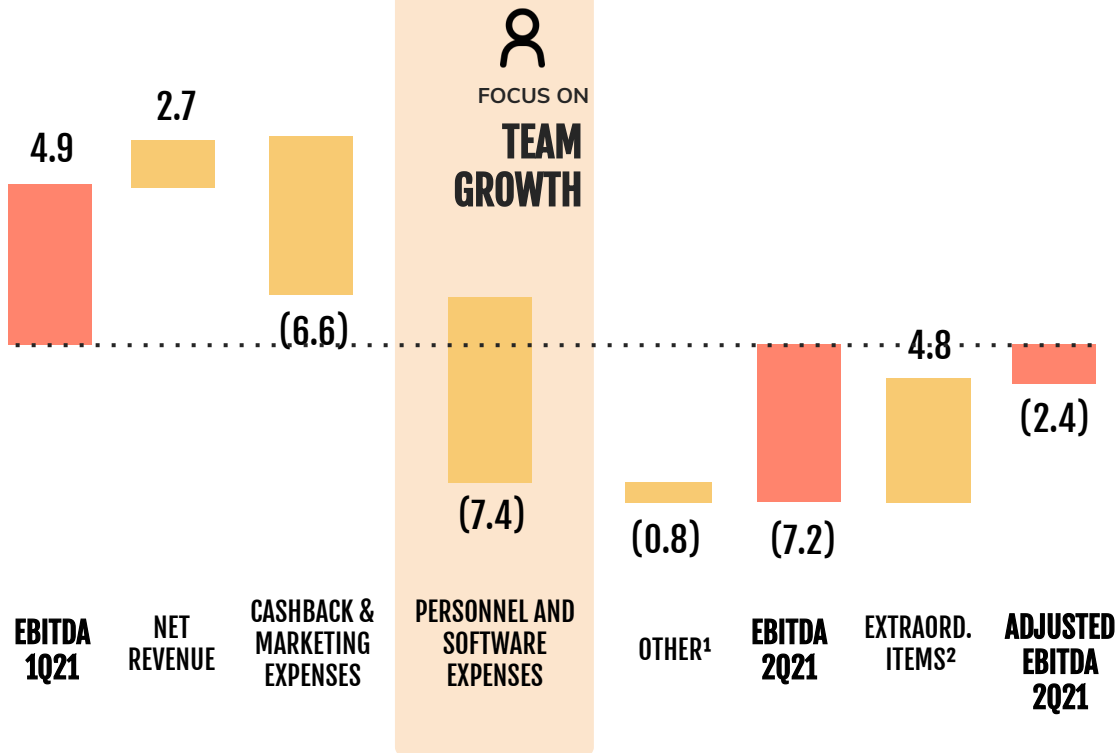 FOCUS ON
TEAM
GROWTH
4.9
2.7
(6.6)
(7.4)
(0.8)
(7.2)
4.8
(2.4)
EBITDA
1Q21
NET
REVENUE
CASHBACK &
MARKETING
EXPENSES
PERSONNEL AND
SOFTWARE
EXPENSES
OTHER¹
EBITDA
2Q21
EXTRAORD.
ITEMS²
ADJUSTED
EBITDA
2Q21